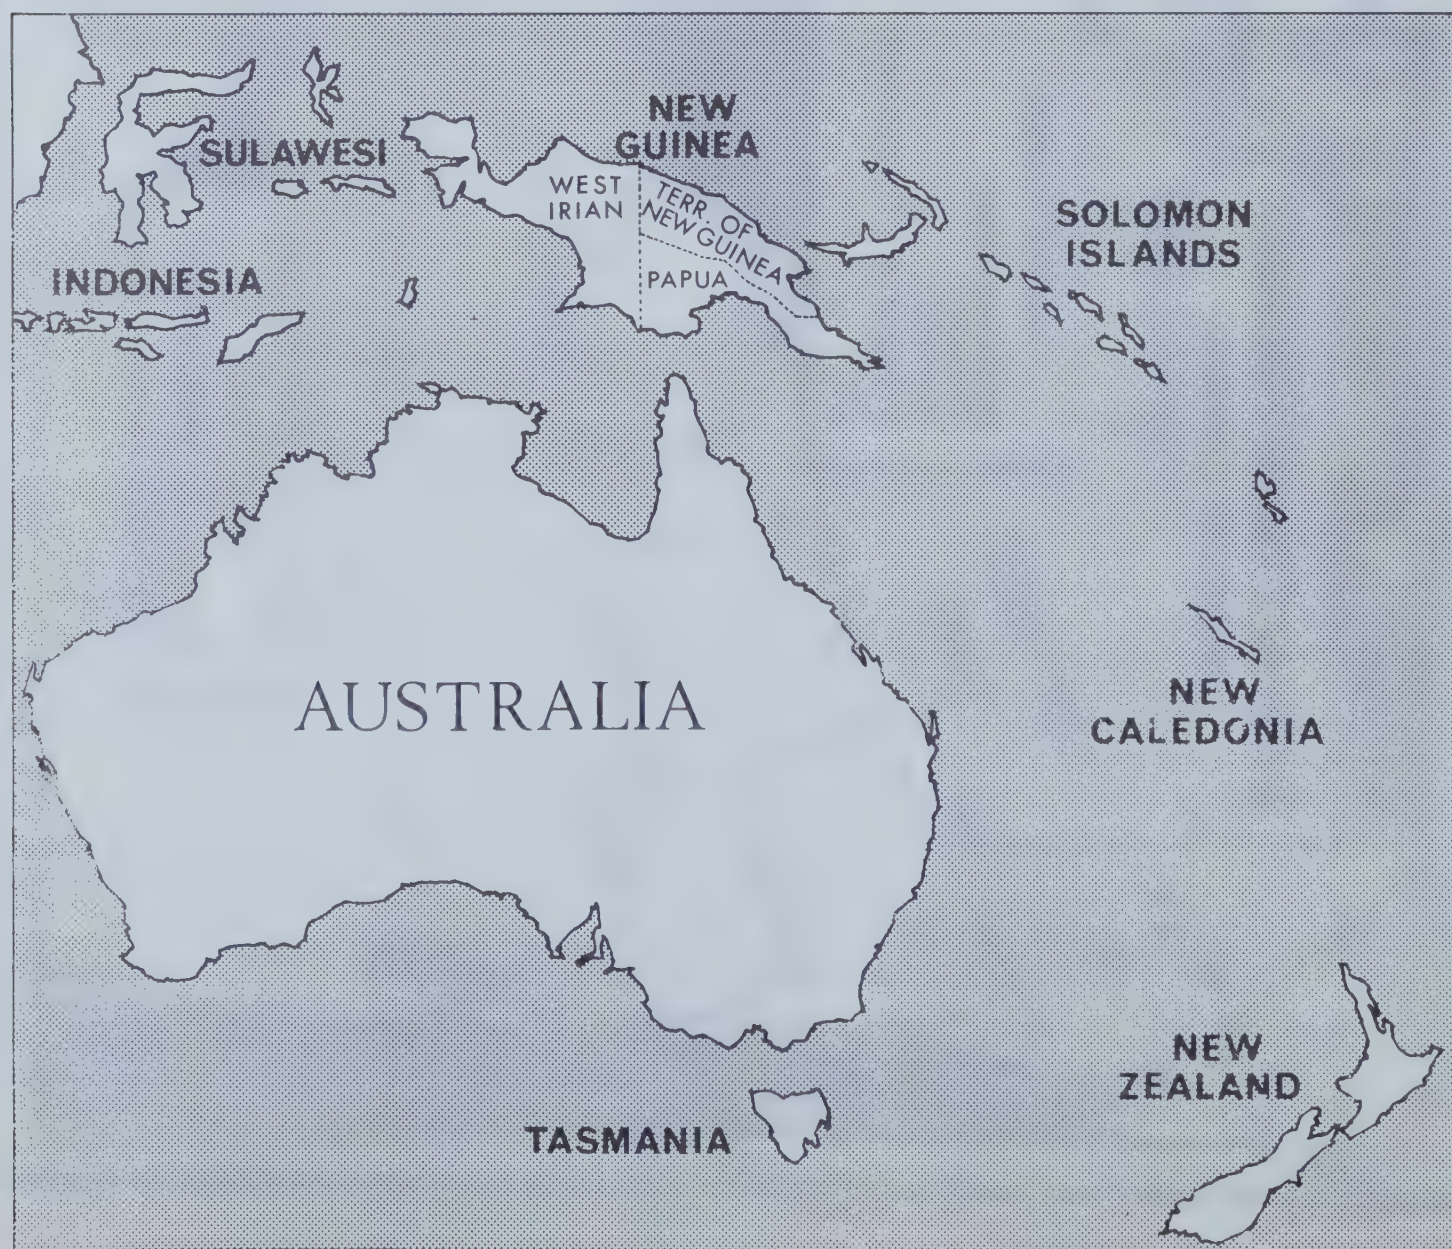 NEW
GUINEA
SULAWESI
WEST
IRIAN
TERR. OF
NEW GUINEA
PAPUA
SOLOMON
ISLANDS
INDONESIA
AUSTRALIA
NEW
CALEDONIA
NEW
ZEALAND
TASMANIA